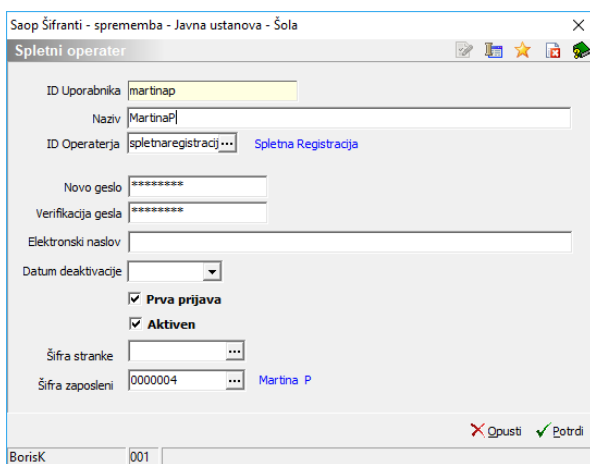 Saop Šifranti - sprememba - Javna ustanova - Šola
Spletni operater
ID Uporabnika martinap
Naziv MartinaP
ID Operaterja spletnaregistracij ... Spletna Registracija
Novo geslo ********
Verifikacija gesla ********
Elektronski naslov
Datum deaktivacije
Prva prijava
Aktiven
Šifra stranke ...
Šifra zaposleni 0000004 ... Martina P
Opusti Potrdi
BorisK 001